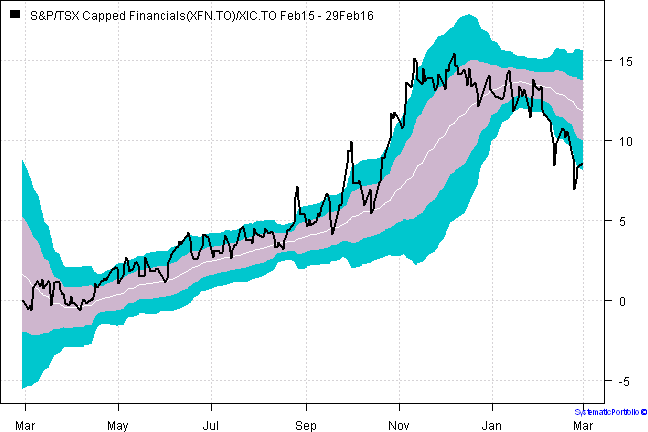 S&P/TSX Capped Financials(XFN.TO)/XIC.TO Feb15 - 29Feb16
15
10
5
0
-5
Mar May Jul Sep Nov Jan Mar
SystematicPortfolio ©